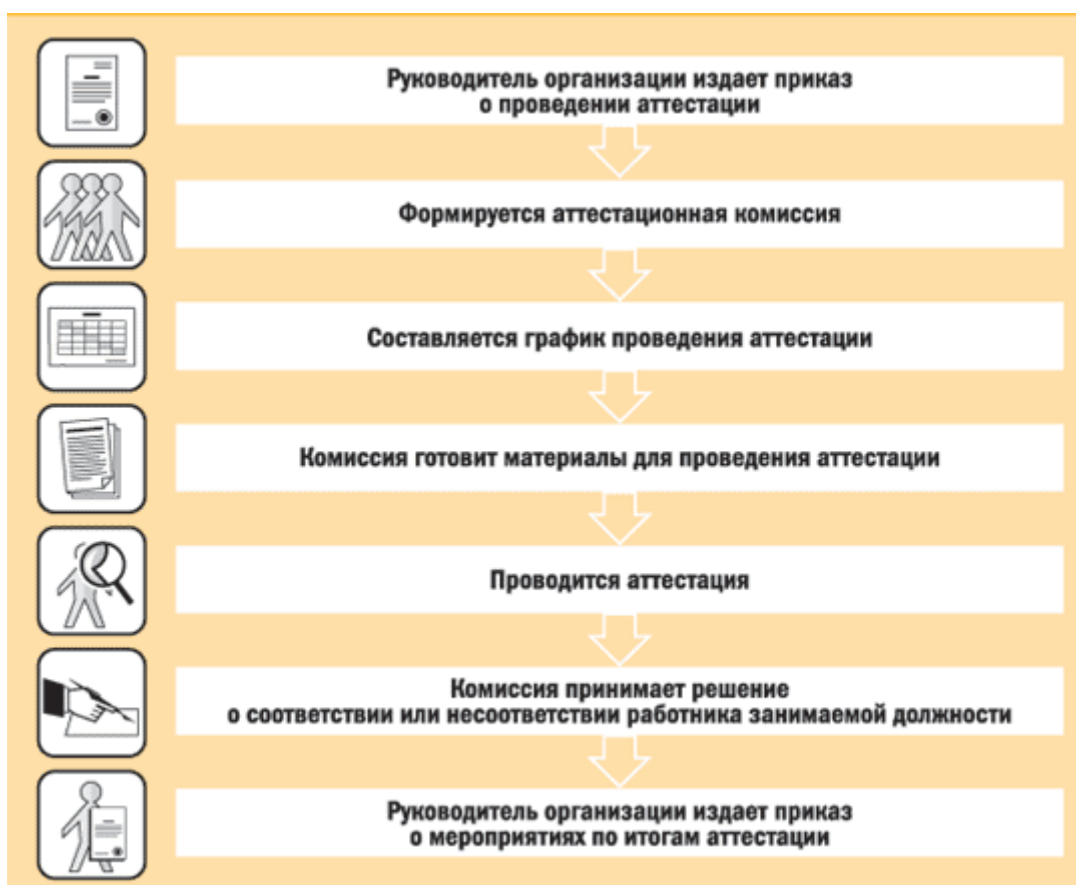 Руководитель организации издает приказ
о проведении аттестации
Формируется аттестационная комиссия
Составляется график проведения аттестации
Комиссия готовит материалы для проведения аттестации
Проводится аттестация
Комиссия принимает решение
о соответствии или несоответствии работника занимаемой должности
Руководитель организации издает приказ
о мероприятиях по итогам аттестации